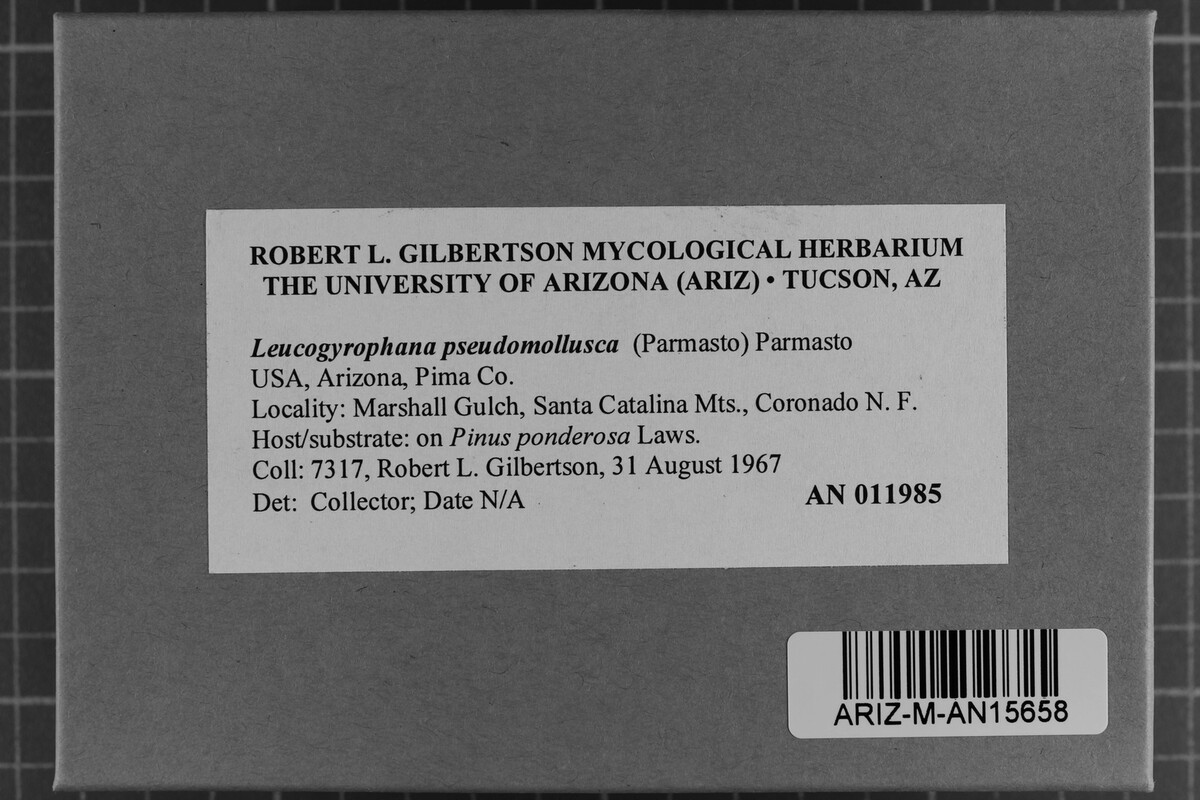 ROBERT L. GILBERTSON MYCOLOGICAL HERBARIUM
THE UNIVERSITY OF ARIZONA (ARIZ) • TUCSON, AZ
Leucogyrophana pseudomollusca (Parmasto) Parmasto
USA, Arizona, Pima Co.
Locality: Marshall Gulch, Santa Catalina Mts., Coronado N. F.
Host/substrate: on Pinus ponderosa Laws.
Coll: 7317, Robert L. Gilbertson, 31 August 1967
Det: Collector; Date N/A AN 011985
ARIZ-M-AN15658